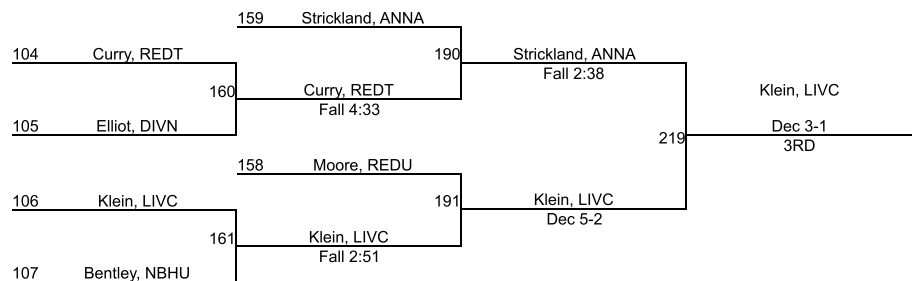 159 Strickland, ANNA
104 Curry, REDT
190 Strickland, ANNA
Fall 2:38
160 Curry, REDT
Fall 4:33
Klein, LIVC
105 Elliot, DIVN
219 Dec 3-1
3RD
158 Moore, REDU
106 Klein, LIVC
191 Klein, LIVC
Dec 5-2
161 Klein, LIVC
Fall 2:51
107 Bentley, NBHU